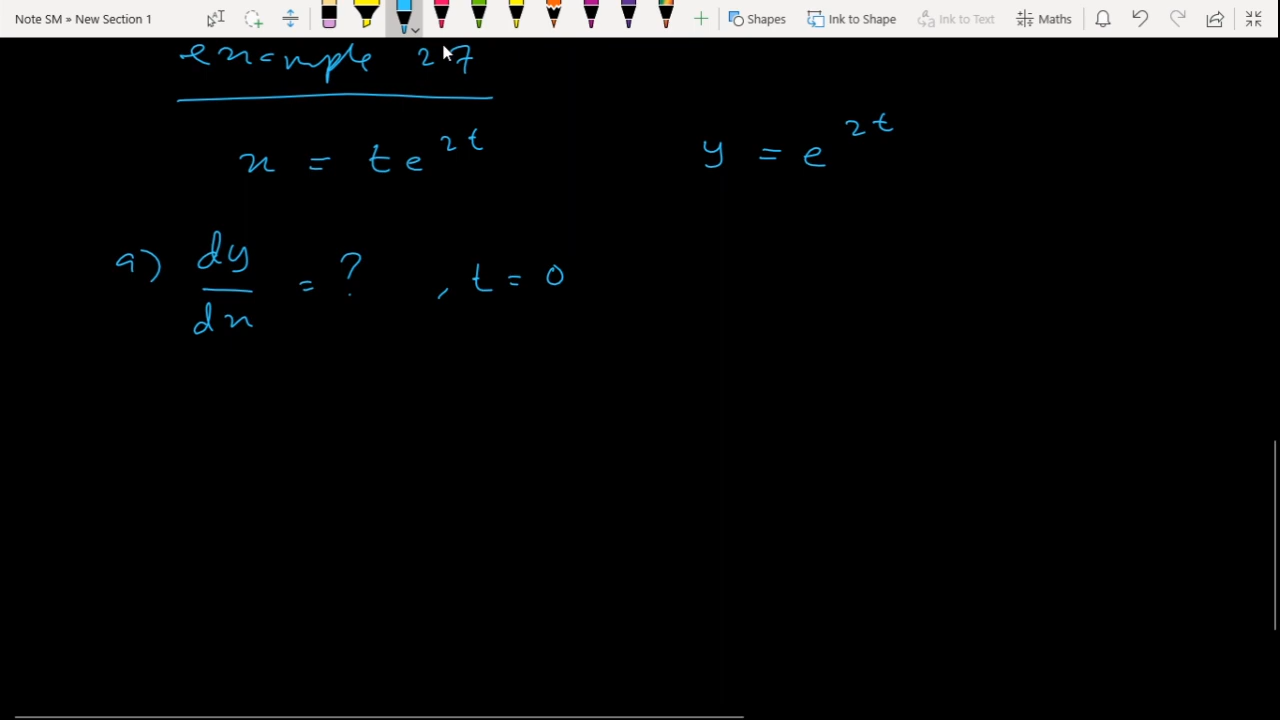 Note SM » New Section 1 Shapes Ink to Shape Ink to Text Maths
example 27
x = te^{2t} y = e^{2t}
a) dy/dx = ? , t = 0